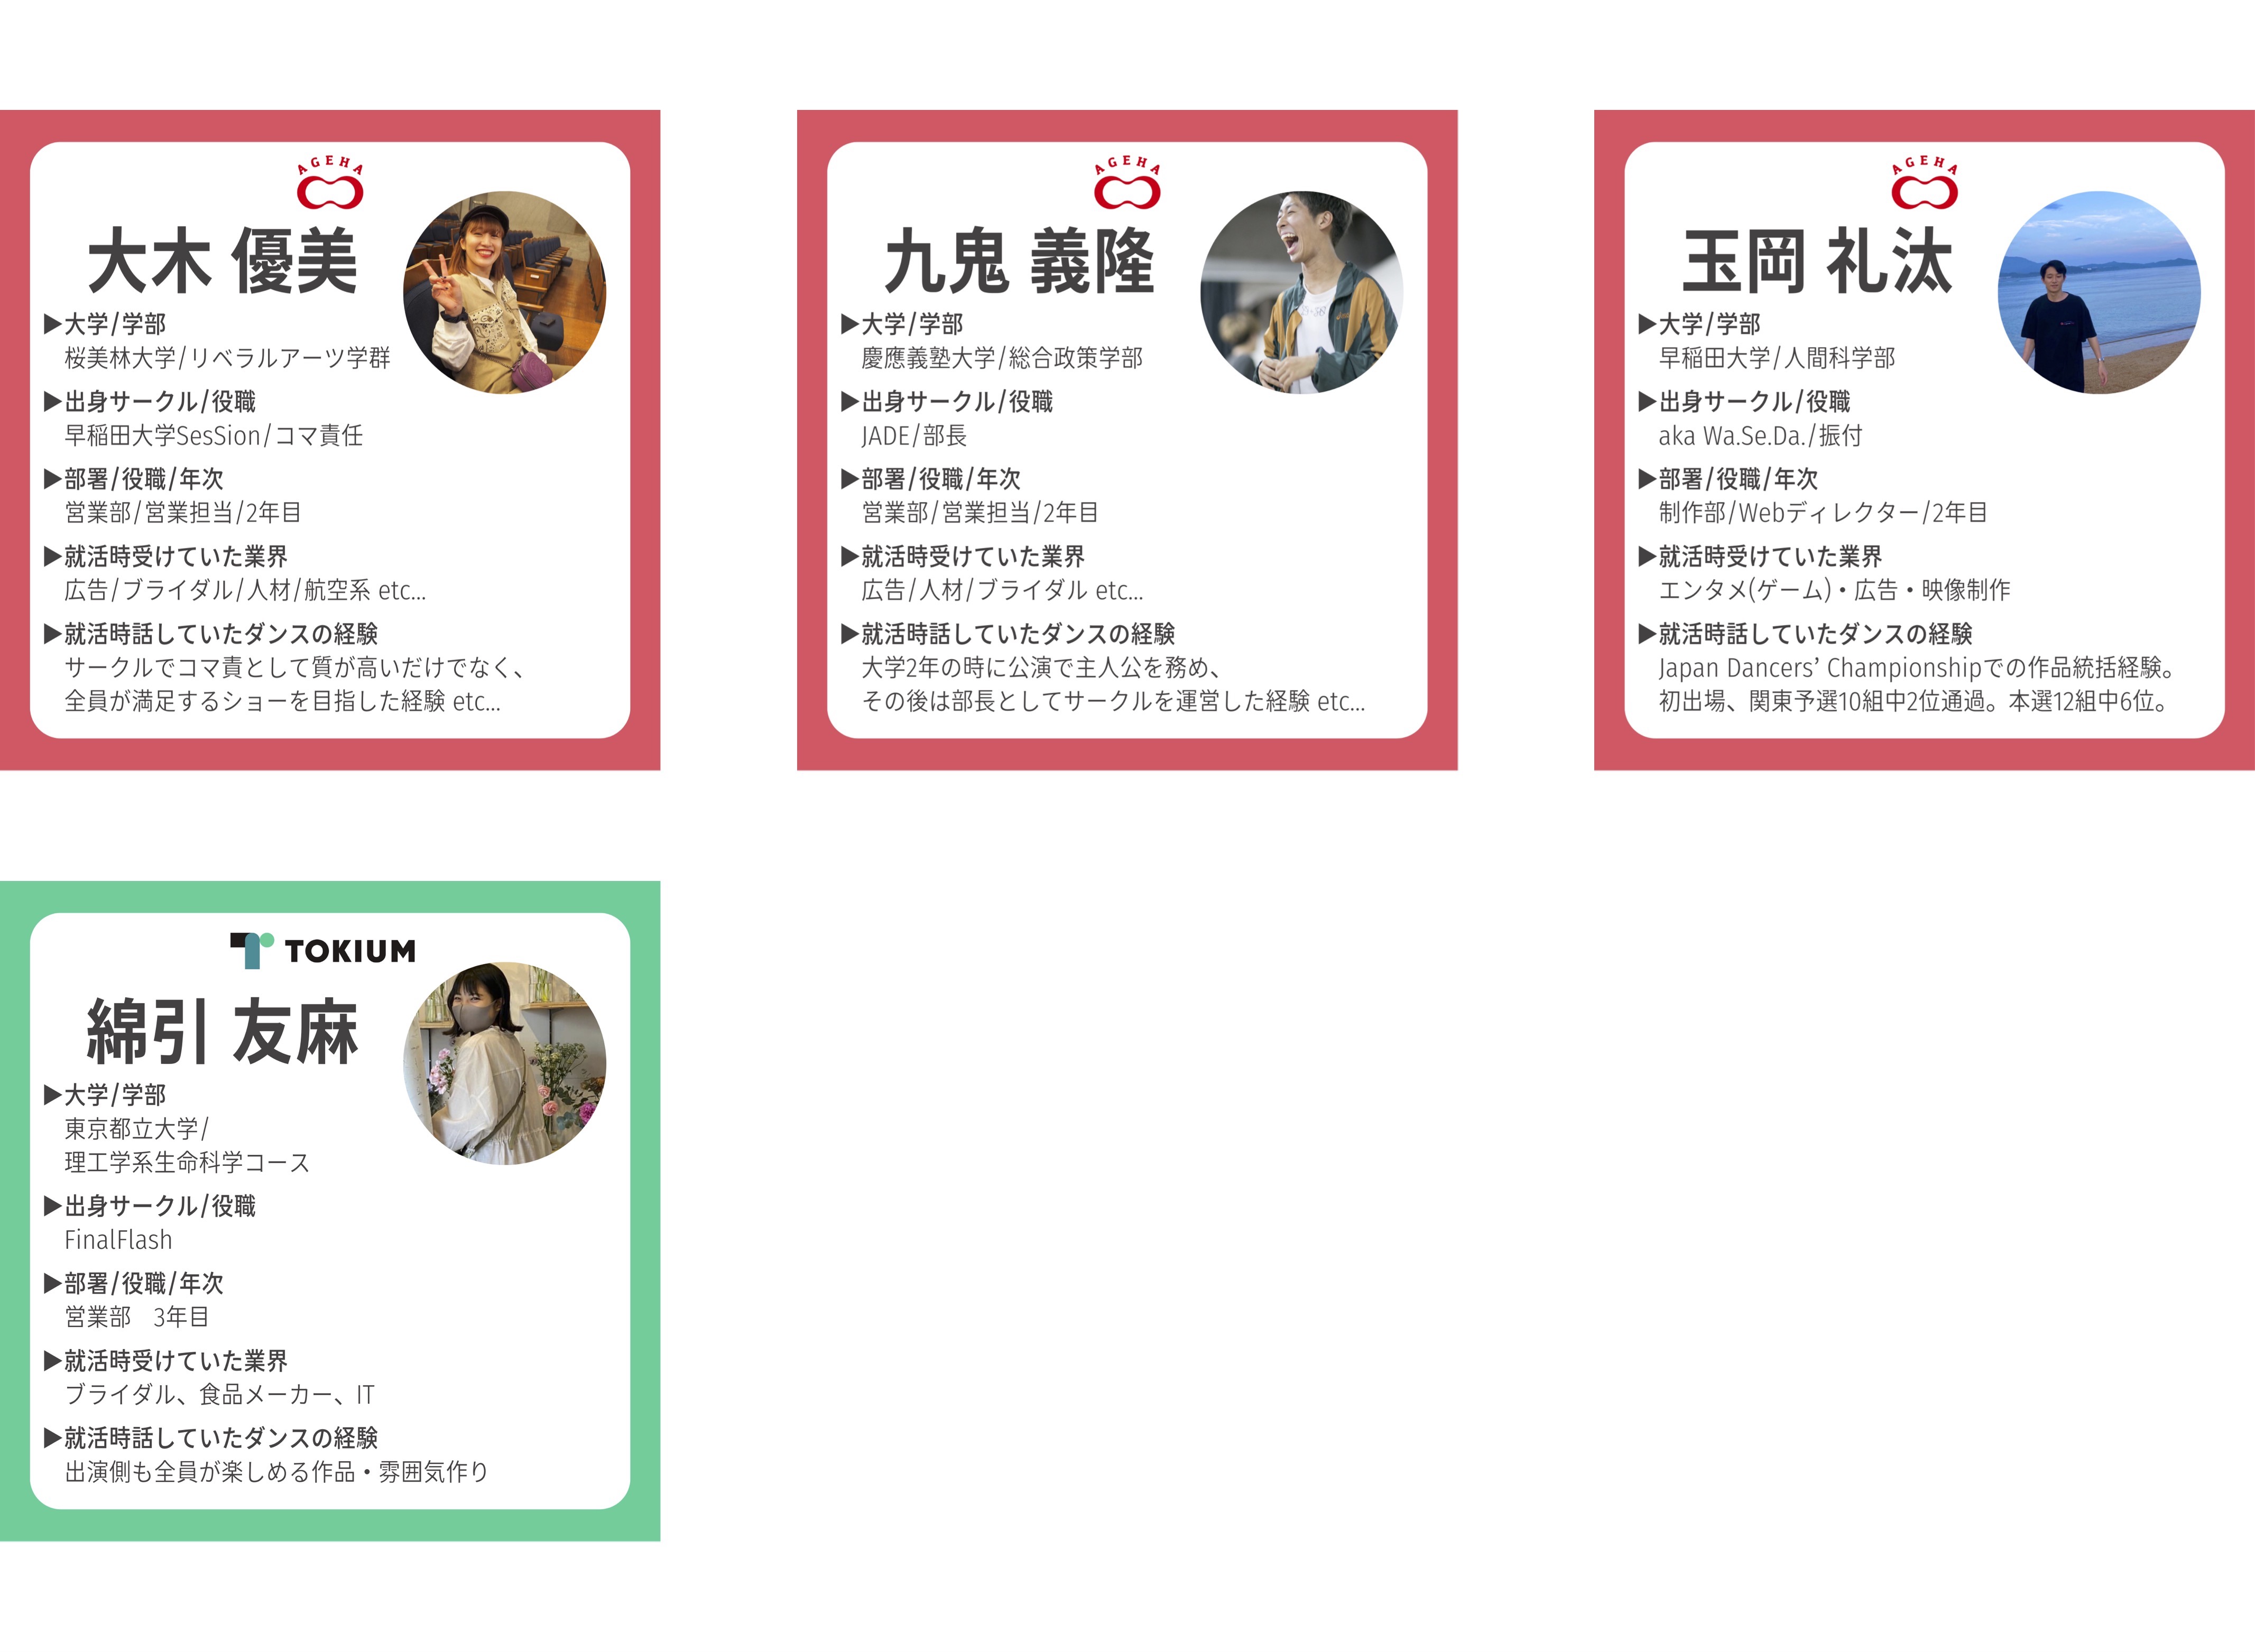 AGEHA
大木 優美
▶大学/学部
桜美林大学/リベラルアーツ学群
▶出身サークル/役職
早稲田大学SesSion/コマ責任
▶部署/役職/年次
営業部/営業担当/2年目
▶就活時受けていた業界
広告/ブライダル/人材/航空系 etc...
▶就活時話していたダンスの経験
サークルでコマ責として質が高いだけでなく、
全員が満足するショーを目指した経験 etc...
AGEHA
九鬼 義隆
▶大学/学部
慶應義塾大学/総合政策学部
▶出身サークル/役職
JADE/部長
▶部署/役職/年次
営業部/営業担当/2年目
▶就活時受けていた業界
広告/人材/ブライダル etc...
▶就活時話していたダンスの経験
大学2年の時に公演で主人公を務め、
その後は部長としてサークルを運営した経験 etc...
AGEHA
玉岡 礼汰
▶大学/学部
早稲田大学/人間科学部
▶出身サークル/役職
aka Wa.Se.Da./振付
▶部署/役職/年次
制作部/Webディレクター/2年目
▶就活時受けていた業界
エンタメ(ゲーム)・広告・映像制作
▶就活時話していたダンスの経験
Japan Dancers’ Championshipでの作品統括経験。
初出場、関東予選10組中2位通過。本選12組中6位。
TOKIUM
綿引 友麻
▶大学/学部
東京都立大学/
理工学系生命科学コース
▶出身サークル/役職
FinalFlash
▶部署/役職/年次
営業部　3年目
▶就活時受けていた業界
ブライダル、食品メーカー、IT
▶就活時話していたダンスの経験
出演側も全員が楽しめる作品・雰囲気作り